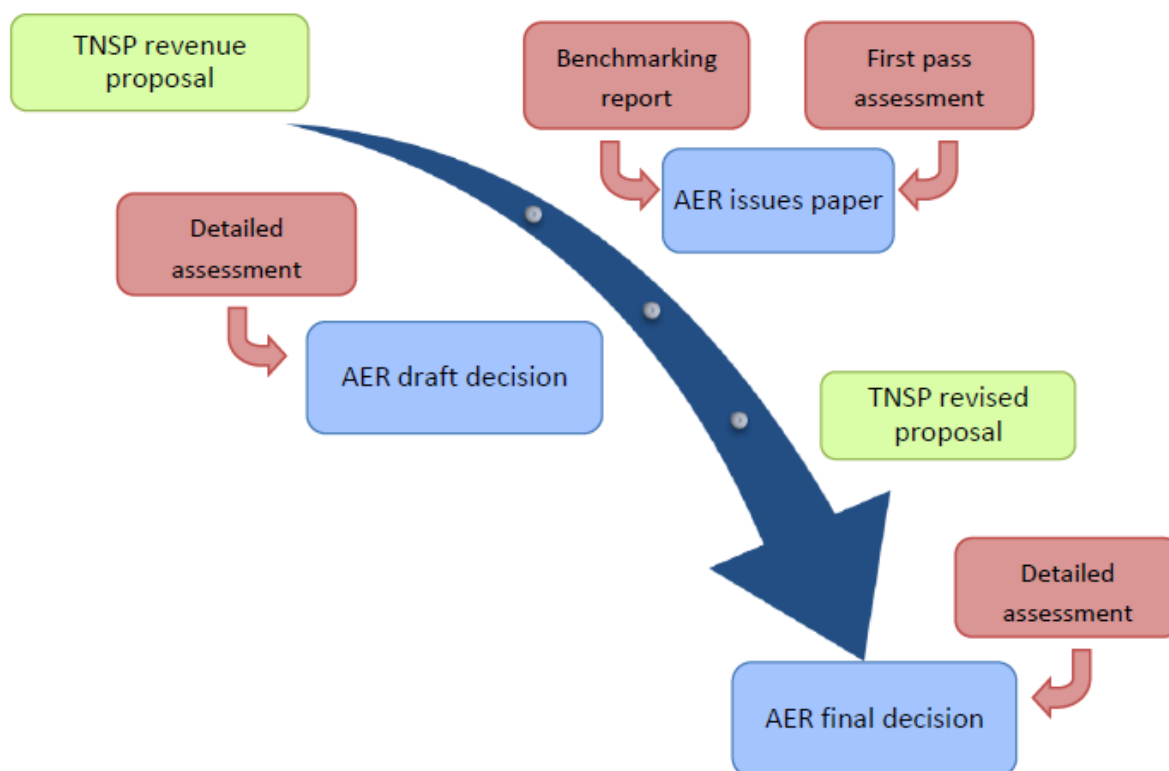 TNSP revenue
proposal
Benchmarking
report
First pass
assessment
AER issues paper
Detailed
assessment
AER draft decision
TNSP revised
proposal
Detailed
assessment
AER final decision